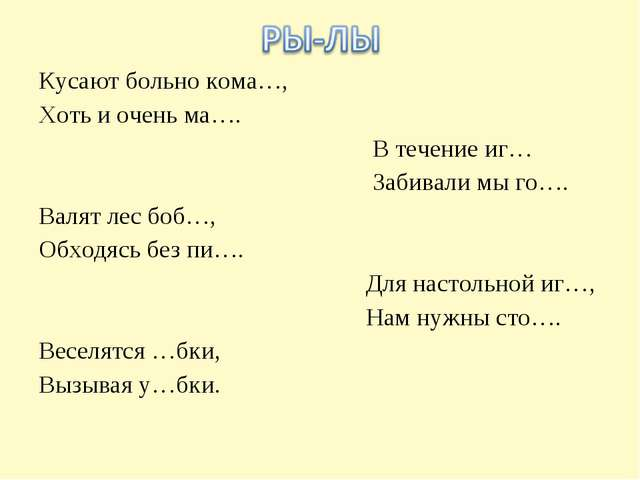 РЫ-ЛЫ
Кусают больно кома…,
Хоть и очень ма….
В течение иг…
Забивали мы го….
Валят лес боб…,
Обходясь без пи….
Для настольной иг…,
Нам нужны сто….
Веселятся …бки,
Вызывая у…бки.